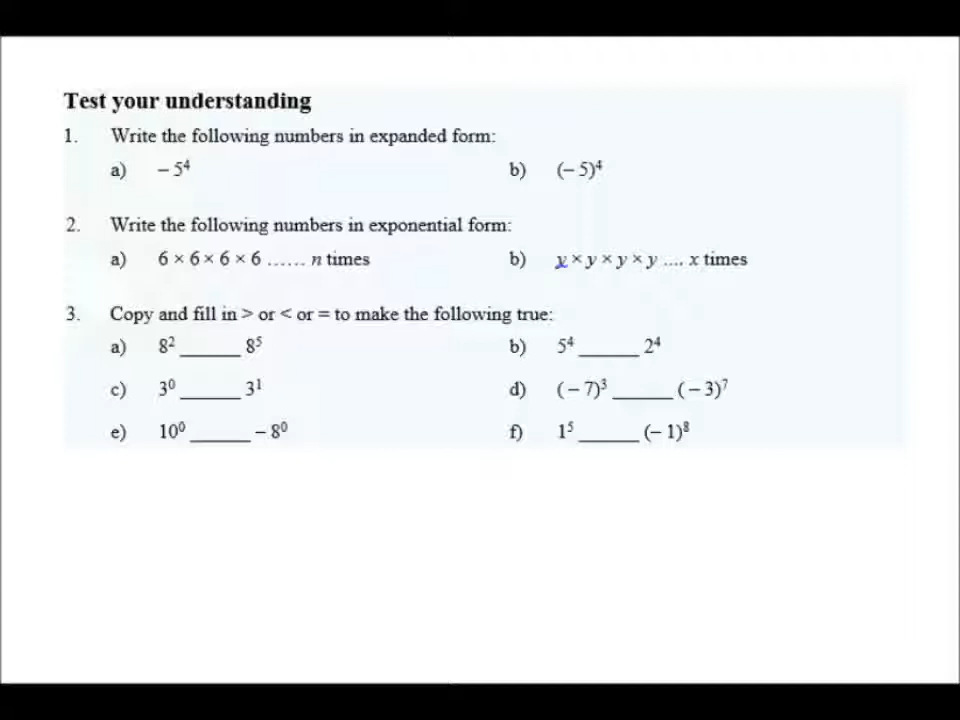 Test your understanding
1. Write the following numbers in expanded form:
a) – 5⁴ b) (– 5)⁴
2. Write the following numbers in exponential form:
a) 6 × 6 × 6 × 6 …… n times b) y × y × y × y .... x times
3. Copy and fill in > or < or = to make the following true:
a) 8² ______ 8⁵ b) 5⁴ ______ 2⁴
c) 3⁰ ______ 3¹ d) (– 7)³ ______ (– 3)⁷
e) 10⁰ ______ – 8⁰ f) 1⁵ ______ (– 1)⁸